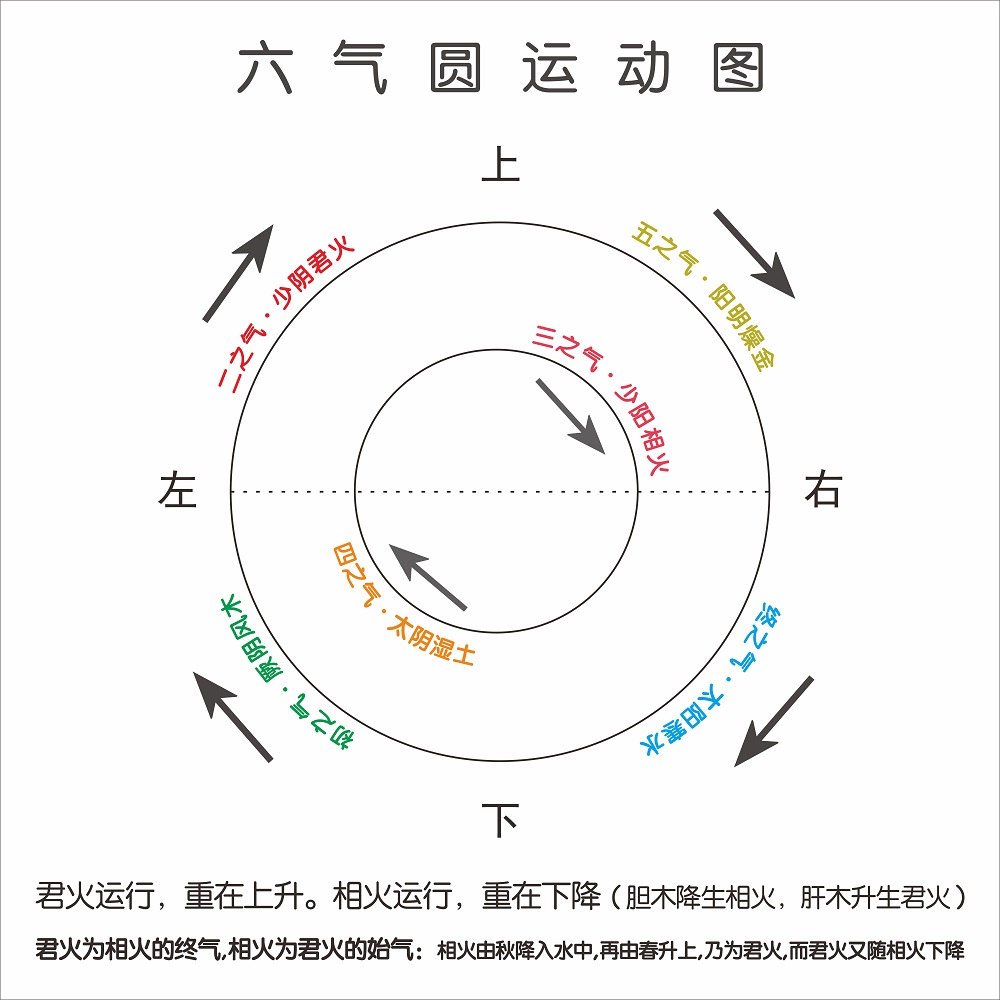 六气圆运动图
上
二之气·少阴君火
五之气·阳明燥金
三之气·少阳相火
左
右
四之气·太阴湿土
初之气·厥阴风木
终之气·太阳寒水
下
君火运行，重在上升。相火运行，重在下降（胆木降生相火，肝木升生君火）
君火为相火的终气,相火为君火的始气：相火由秋降入水中,再由春升上,乃为君火,而君火又随相火下降